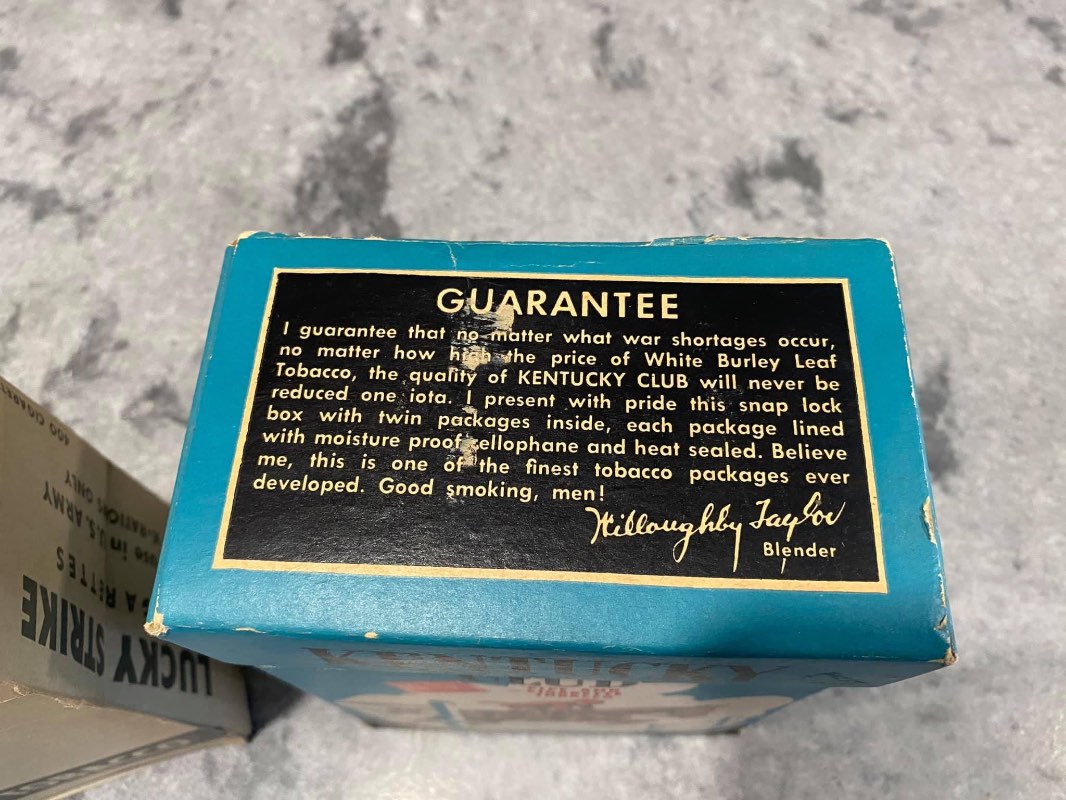 GUARANTEE
I guarantee that no matter what war shortages occur,
no matter how high the price of White Burley Leaf
Tobacco, the quality of KENTUCKY CLUB will never be
reduced one iota. I present with pride this snap lock
box with twin packages inside, each package lined
with moisture proof cellophane and heat sealed. Believe
me, this is one of the finest tobacco packages ever
developed. Good smoking, men!
Willoughby Taylor
Blender
KENTUCKY
CLUB
LUCKY STRIKE
use in U.S. ARMY
RATIONS ONLY